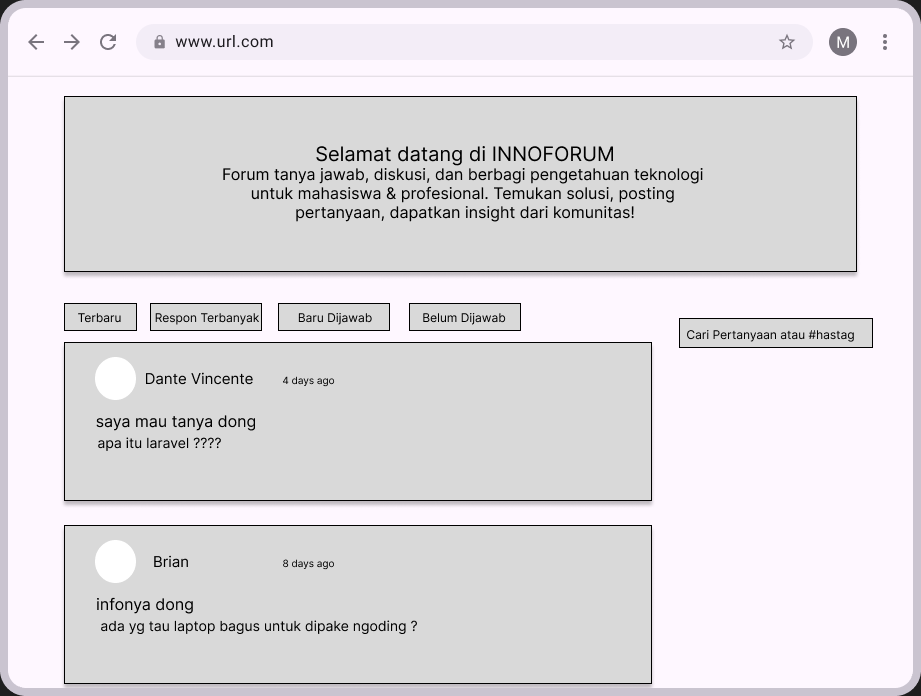 www.url.com
M
Selamat datang di INNOFORUM
Forum tanya jawab, diskusi, dan berbagi pengetahuan teknologi
untuk mahasiswa & profesional. Temukan solusi, posting
pertanyaan, dapatkan insight dari komunitas!
Terbaru
Respon Terbanyak
Baru Dijawab
Belum Dijawab
Cari Pertanyaan atau #hastag
Dante Vincente
4 days ago
saya mau tanya dong
apa itu laravel ????
Brian
8 days ago
infonya dong
ada yg tau laptop bagus untuk dipake ngoding ?